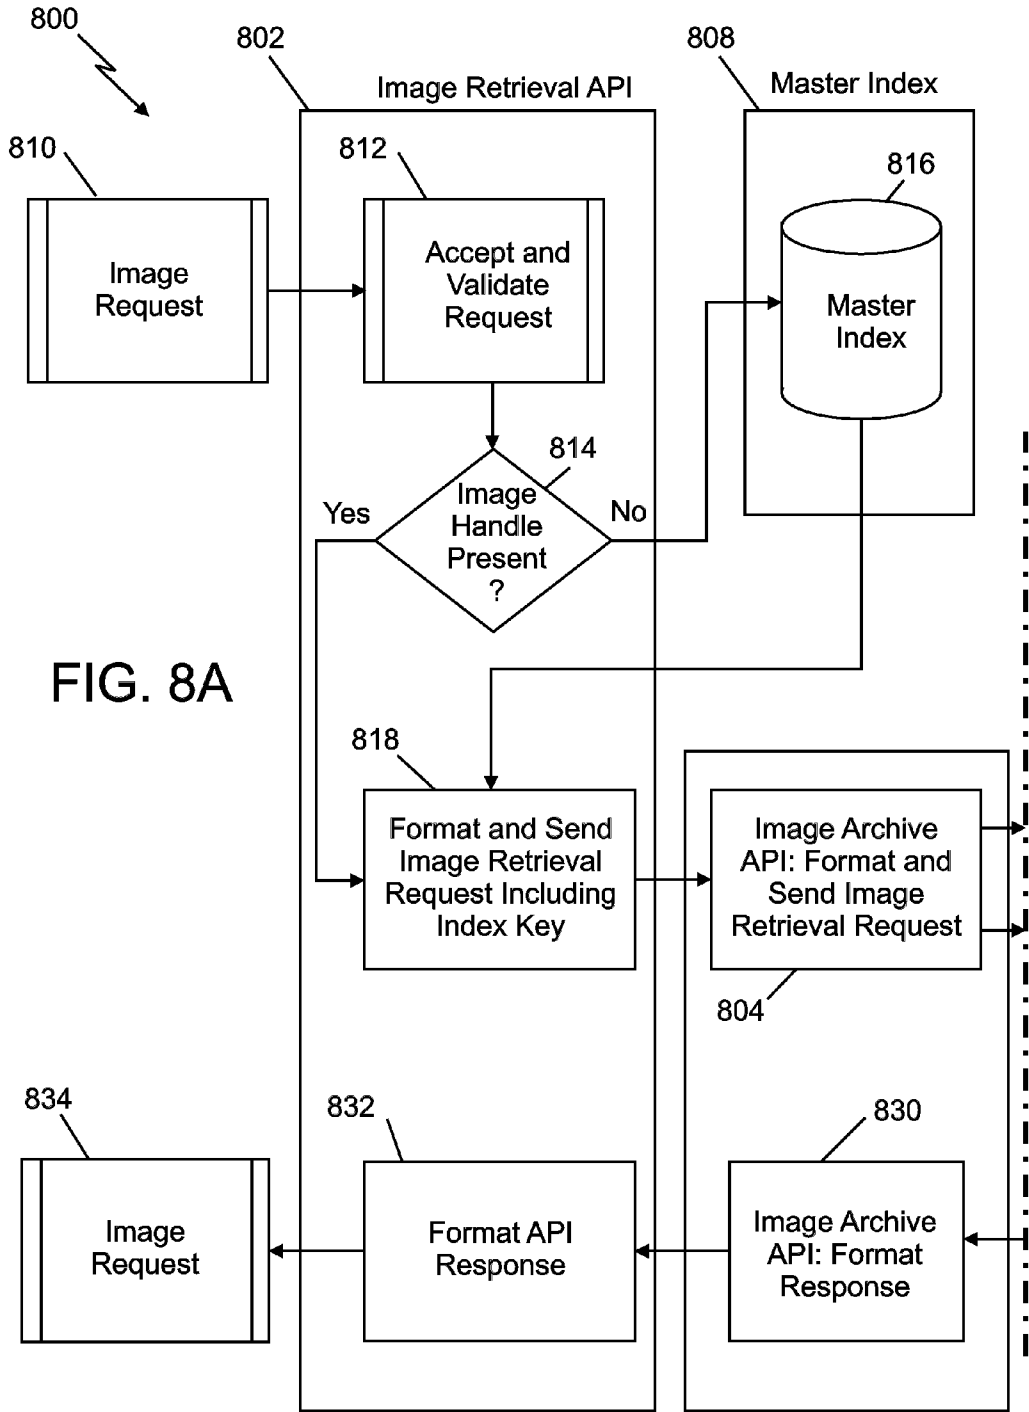 800
802
808
Image Retrieval API
Master Index
810
812
816
Image
Request
Accept and
Validate
Request
Master
Index
814
Yes
Image
Handle
Present
?
No
FIG. 8A
818
Format and Send
Image Retrieval
Request Including
Index Key
Image Archive
API: Format and
Send Image
Retrieval Request
804
834
832
830
Image
Request
Format API
Response
Image Archive
API: Format
Response